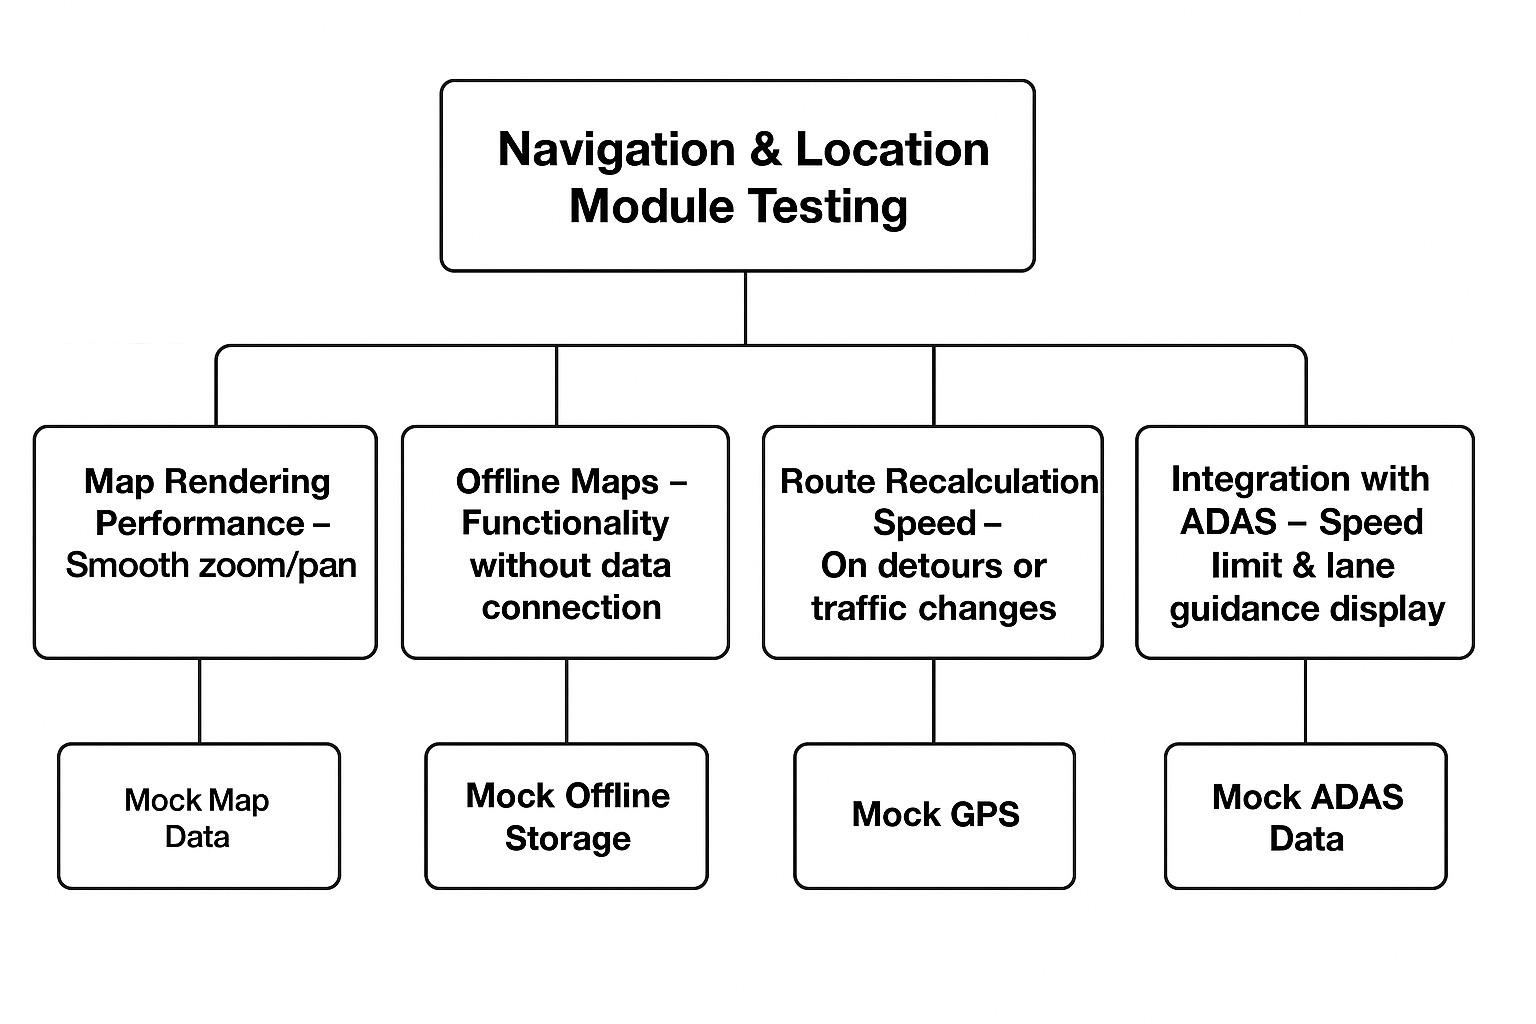 Navigation & Location
Module Testing
Map Rendering
Performance –
Smooth zoom/pan
Offline Maps –
Functionality
without data
connection
Route Recalculation
Speed –
On detours or
traffic changes
Integration with
ADAS – Speed
limit & lane
guidance display
Mock Map
Data
Mock Offline
Storage
Mock GPS
Mock ADAS
Data